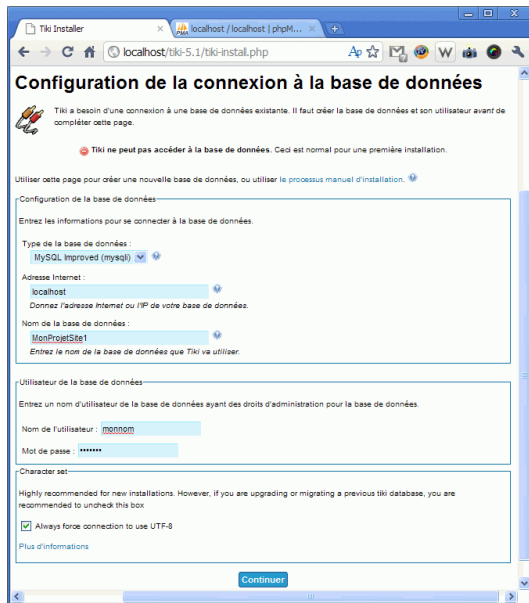 Tiki Installer
localhost / localhost | phpM...
localhost/tiki-5.1/tiki-install.php
Configuration de la connexion à la base de données
Tiki a besoin d'une connexion à une base de données existante. Il faut créer la base de données et son utilisateur avant de
compléter cette page.
Tiki ne peut pas accéder à la base de données. Ceci est normal pour une première installation.
Utiliser cette page pour créer une nouvelle base de données, ou utiliser le processus manuel d'installation.
Configuration de la base de données
Entrez les informations pour se connecter à la base de données.
Type de la base de données :
MySQL Improved (mysqli)
Adresse Internet :
localhost
Donnez l'adresse Internet ou l'IP de votre base de données.
Nom de la base de données :
MonProjetSite1
Entrez le nom de la base de données que Tiki va utiliser.
Utilisateur de la base de données
Entrez un nom d'utilisateur de la base de données ayant des droits d'administration pour la base de données.
Nom de l'utilisateur : monnom
Mot de passe : •••••••
Character set
Highly recommended for new installations. However, if you are upgrading or migrating a previous tiki database, you are
recommended to uncheck this box
Always force connection to use UTF-8
Plus d'informations
Continuer